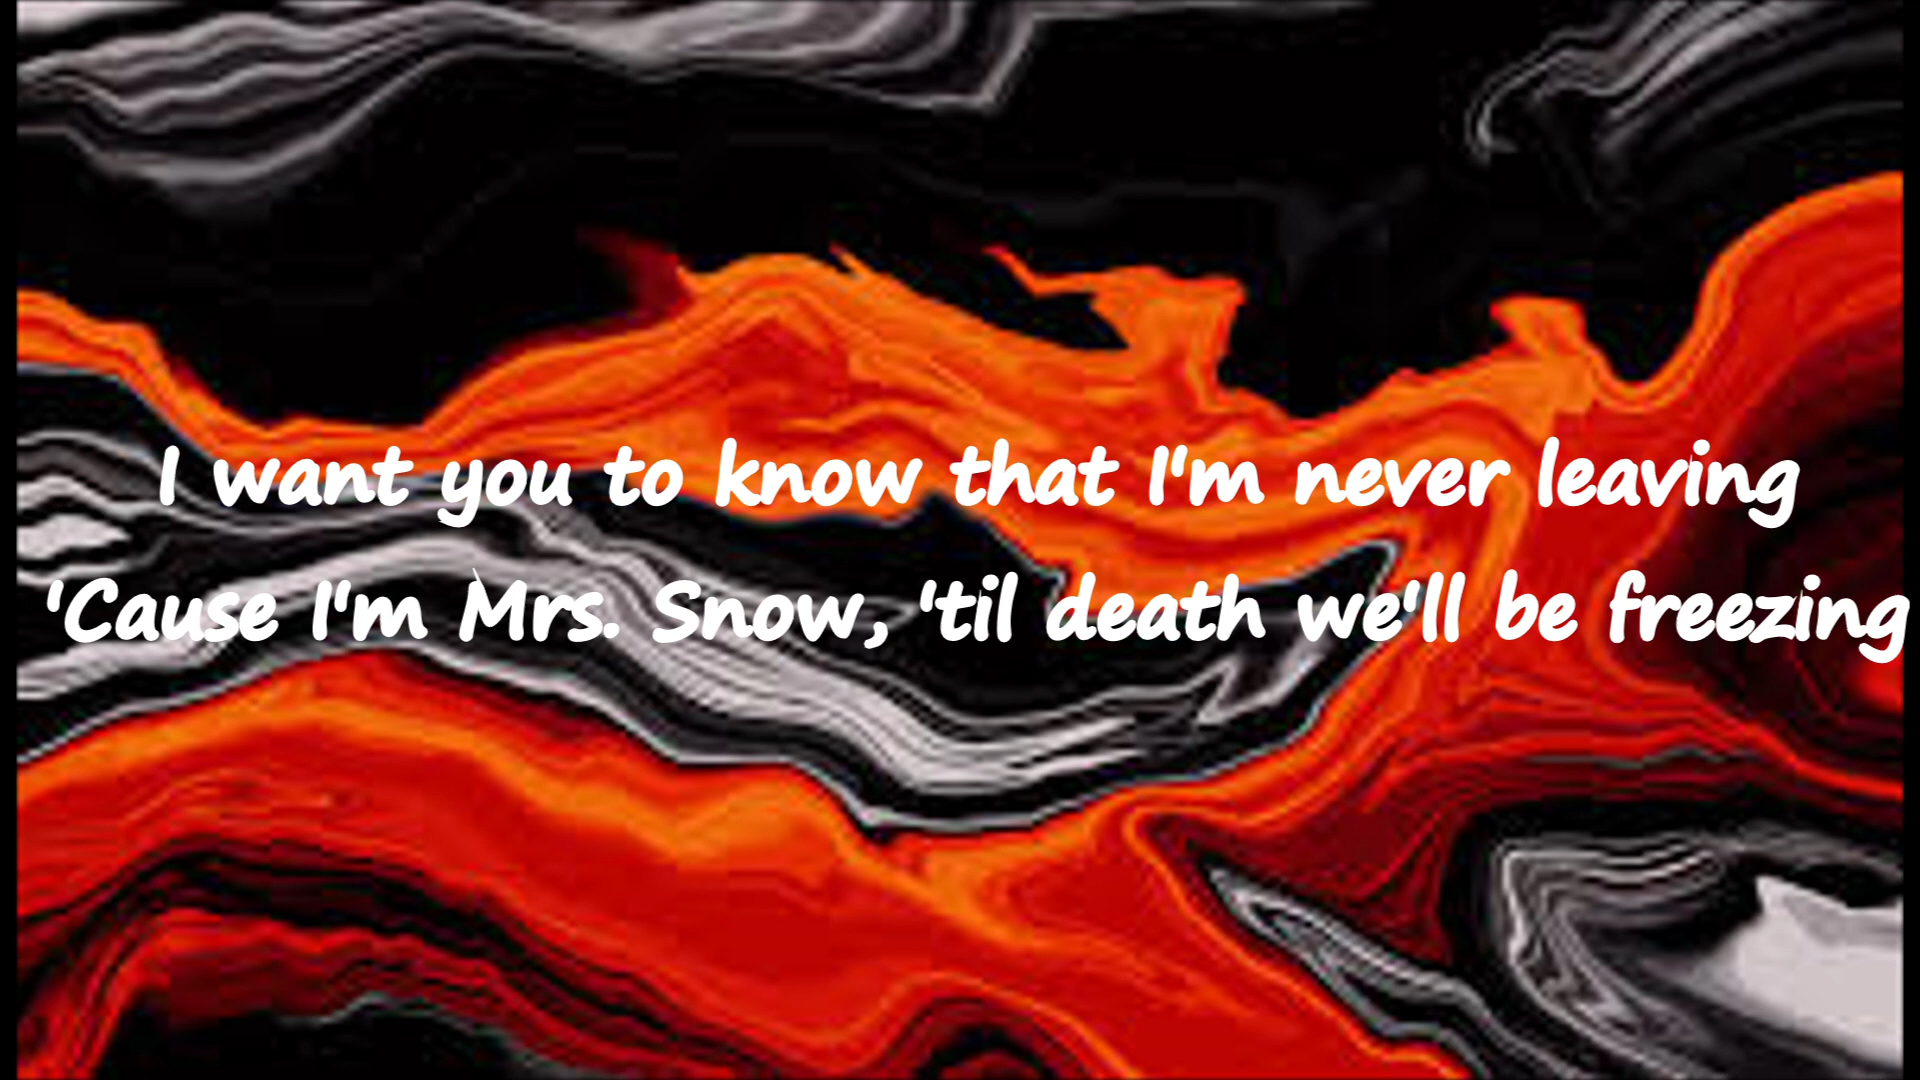 I want you to know that I'm never leaving
'Cause I'm Mrs. Snow, 'til death we'll be freezing